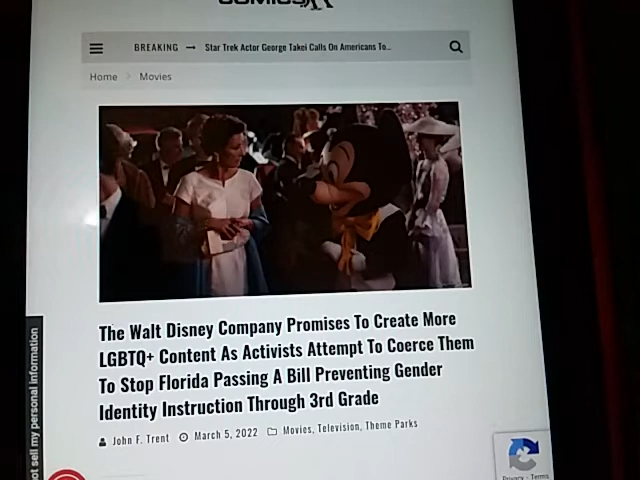 BREAKING → Star Trek Actor George Takei Calls On Americans To...
Home > Movies
The Walt Disney Company Promises To Create More
LGBTQ+ Content As Activists Attempt To Coerce Them
To Stop Florida Passing A Bill Preventing Gender
Identity Instruction Through 3rd Grade
John F. Trent March 5, 2022 Movies, Television, Theme Parks
ot sell my personal information
Privacy - Terms